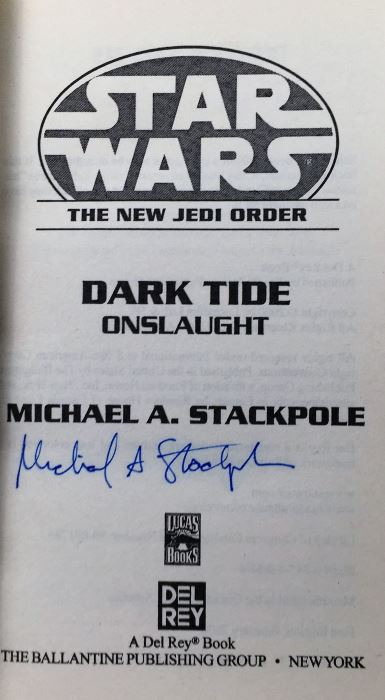 STAR
WARS®
THE NEW JEDI ORDER
DARK TIDE
ONSLAUGHT
MICHAEL A. STACKPOLE
Michael A Stackpole
LUCAS
BOOKS
DEL
REY
A Del Rey® Book
THE BALLANTINE PUBLISHING GROUP • NEW YORK